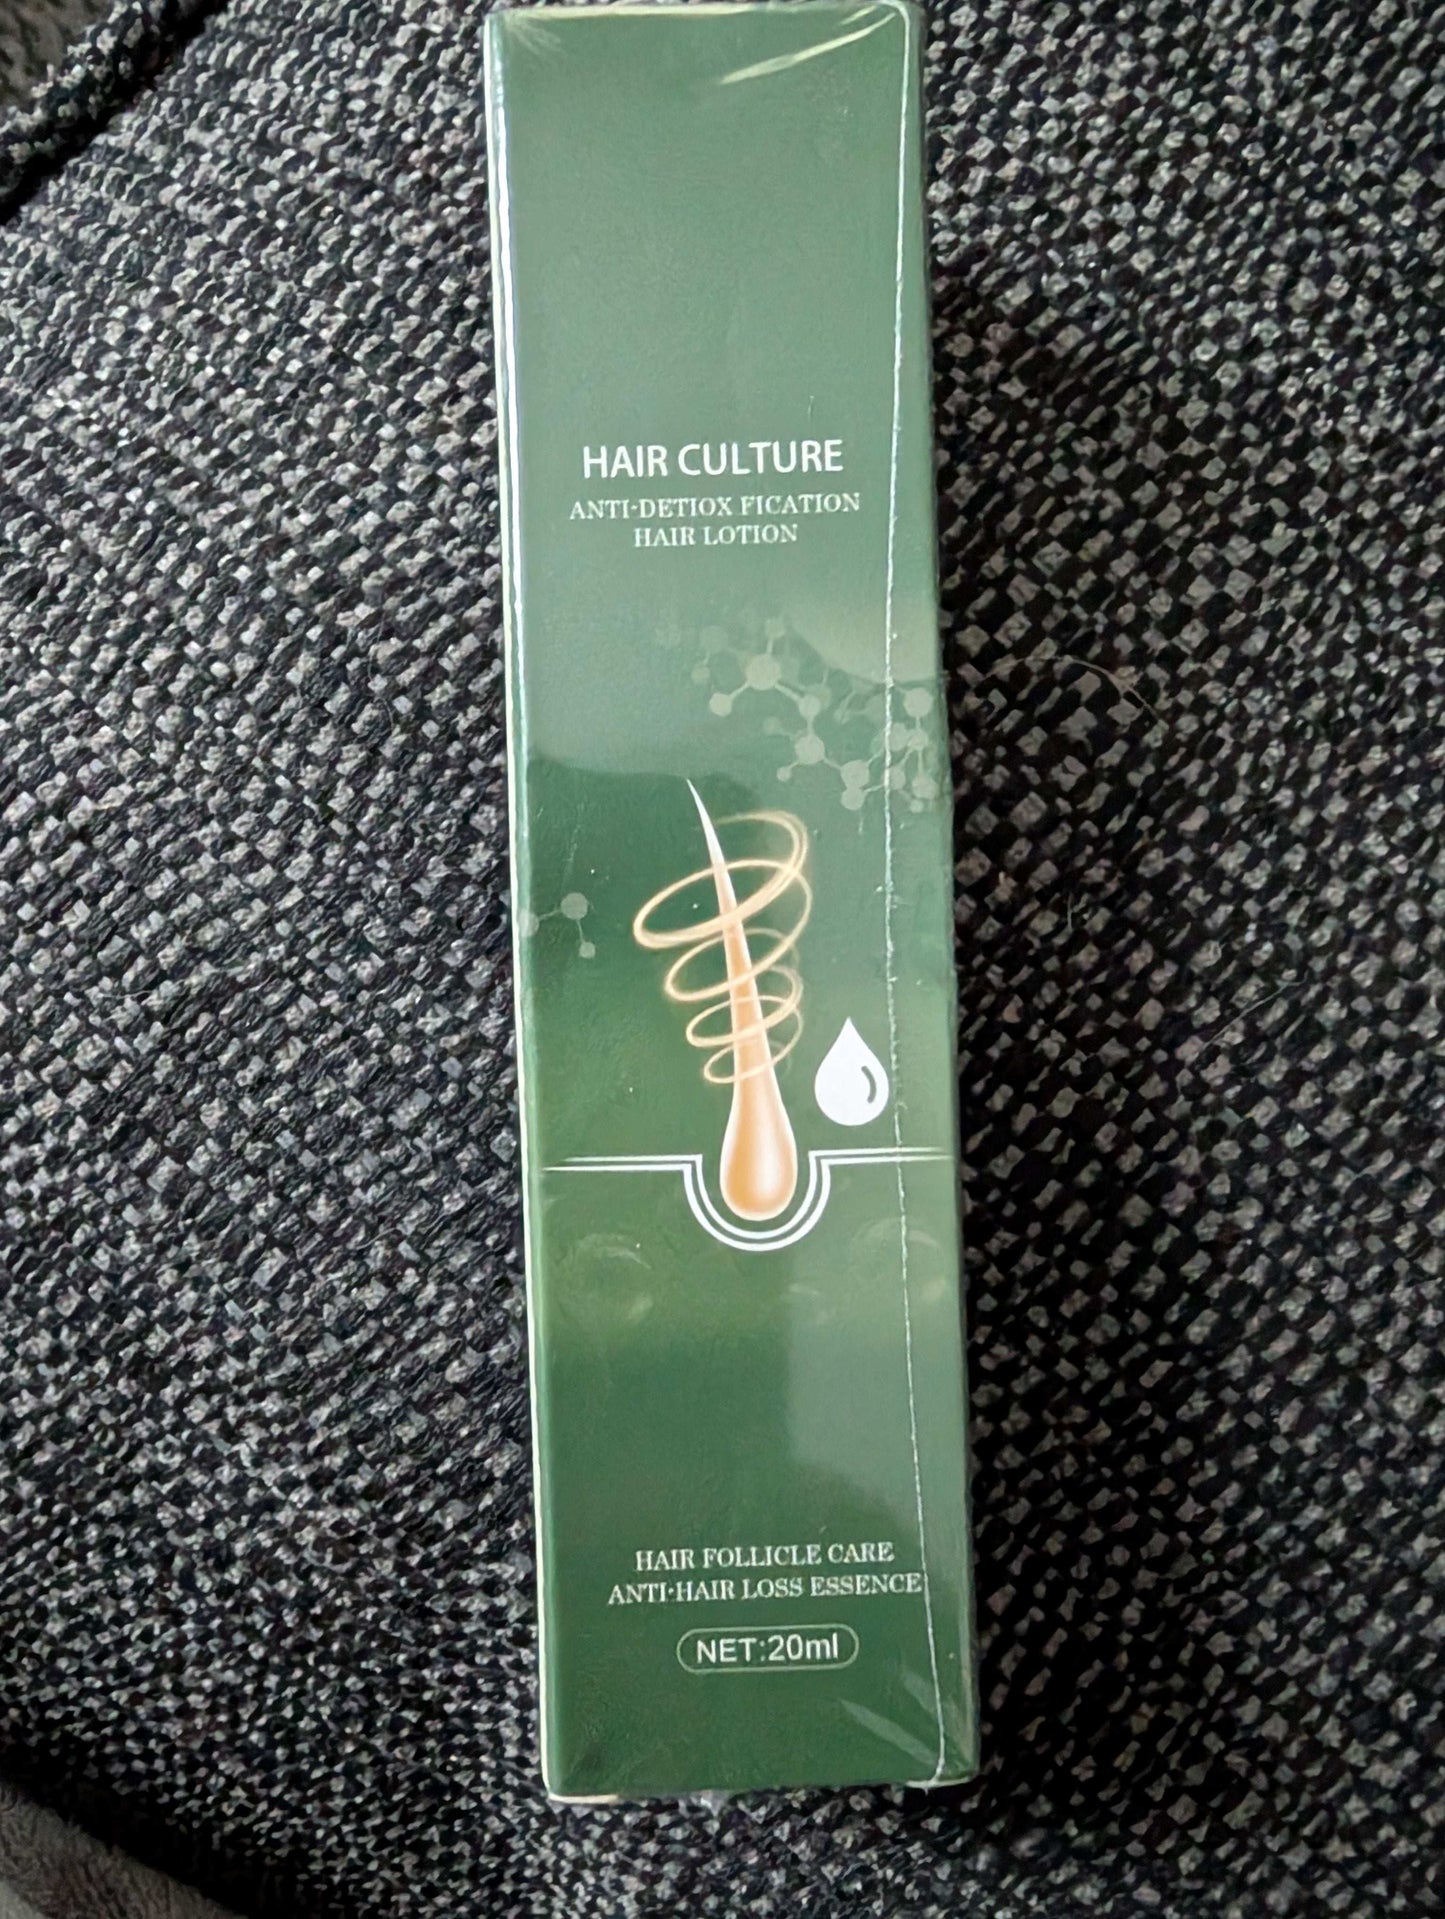 HAIR CULTURE
ANTI-DETIOX FICATION
HAIR LOTION
HAIR FOLLICLE CARE
ANTI-HAIR LOSS ESSENCE
NET:20ml